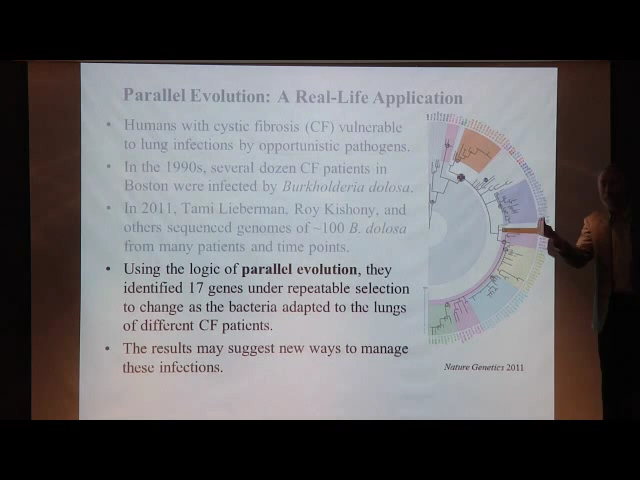 Parallel Evolution: A Real-Life Application
• Humans with cystic fibrosis (CF) vulnerable
to lung infections by opportunistic pathogens.
• In the 1990s, several dozen CF patients in
Boston were infected by Burkholderia dolosa.
• In 2011, Tami Lieberman, Roy Kishony, and
others sequenced genomes of ~100 B. dolosa
from many patients and time points.
• Using the logic of parallel evolution, they
identified 17 genes under repeatable selection
to change as the bacteria adapted to the lungs
of different CF patients.
• The results may suggest new ways to manage
these infections.
Nature Genetics 2011